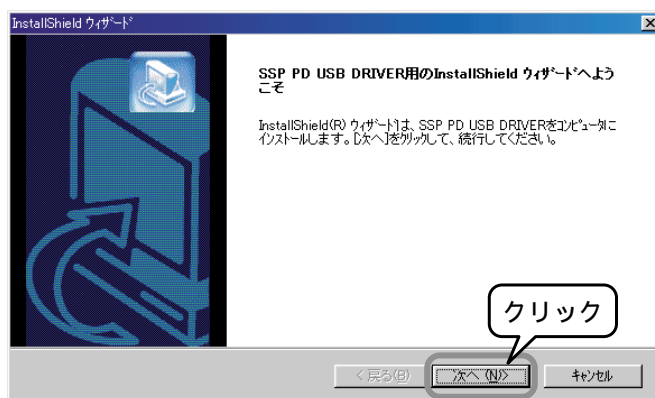 InstallShield ウィザード
SSP PD USB DRIVER用のInstallShield ウィザードへよう
こそ
InstallShield(R) ウィザードは、SSP PD USB DRIVERをコンピュータに
インストールします。[次へ]をクリックして、続行してください。
クリック
< 戻る(B)
次へ (N)>
キャンセル